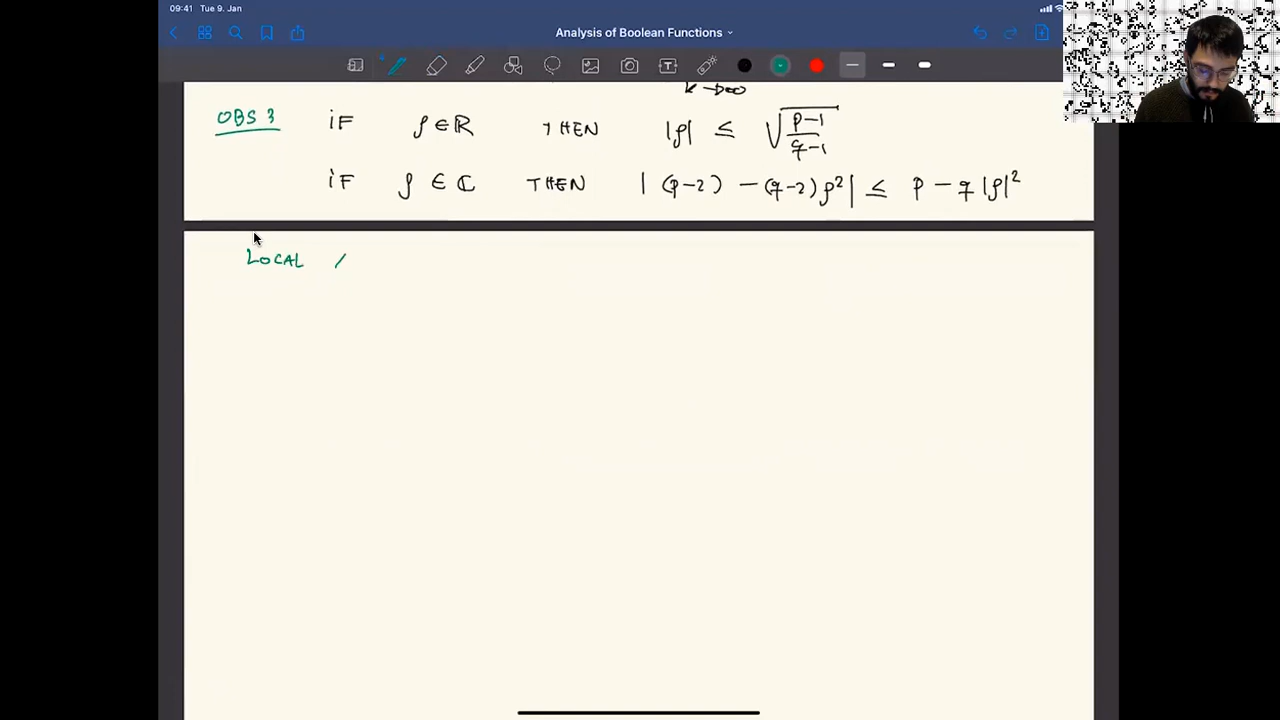 09:41 Tue 9. Jan
Analysis of Boolean Functions
k→∞
OBS 3 iF ρ∈ℝ THEN |ρ| ≤ √((p-1)/(q-1))
iF ρ ∈ ℂ THEN |(p-2) - (q-2)ρ²| ≤ p - q|ρ|²
LOCAL /